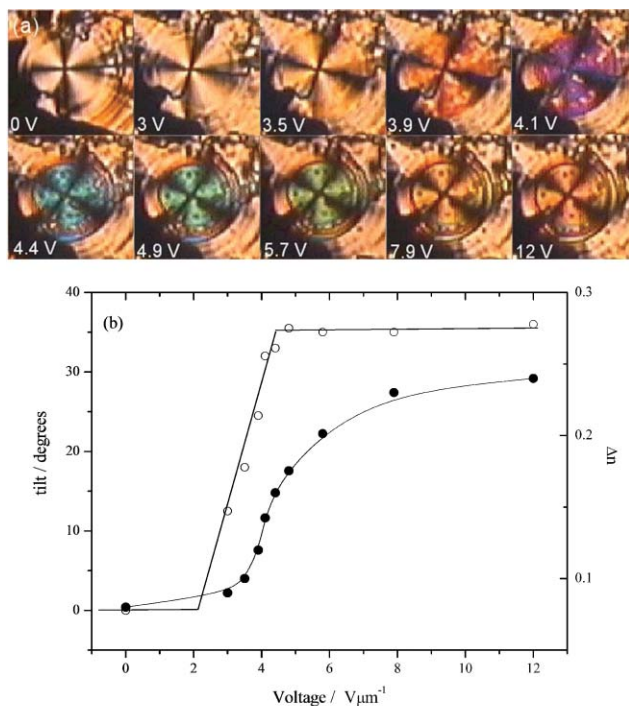 (a)
0 V 3 V 3.5 V 3.9 V 4.1 V
4.4 V 4.9 V 5.7 V 7.9 V 12 V
(b)
40
30
20
10
0
tilt / degrees
0.3
0.2
0.1
Δn
0 2 4 6 8 10 12
Voltage / Vμm⁻¹